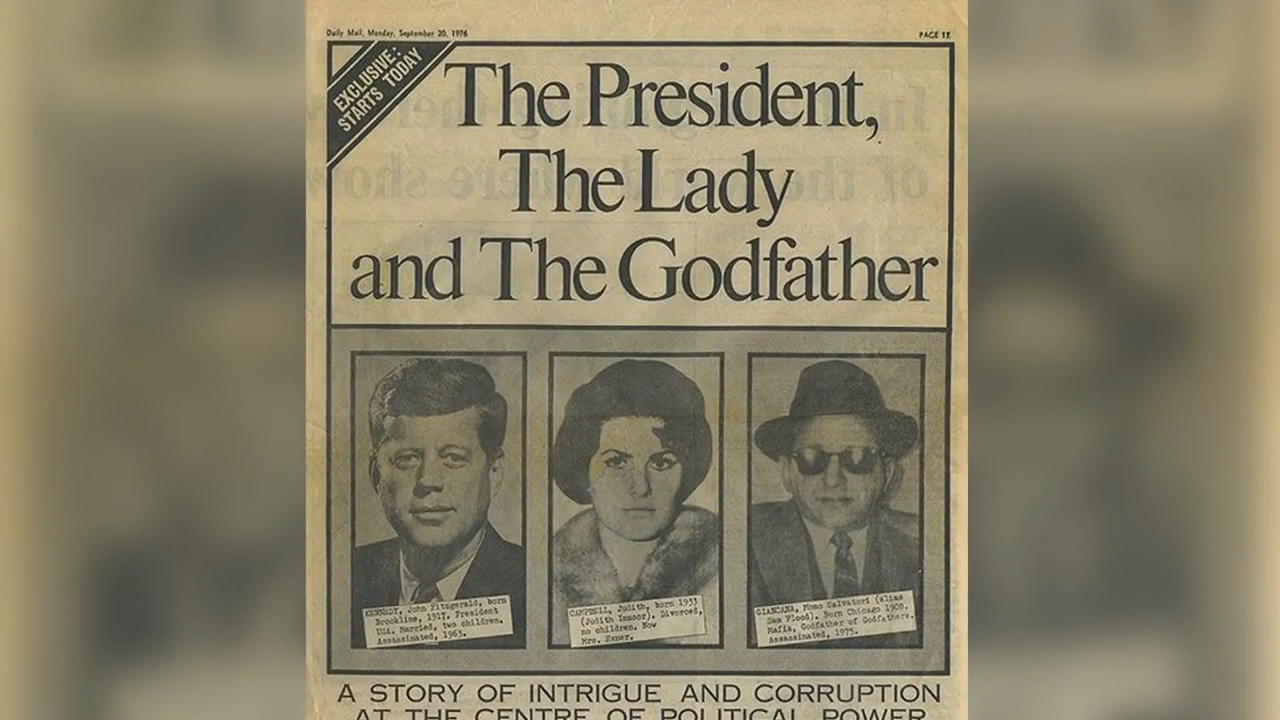 Daily Mail, Monday, September 20, 1976
PAGE 17
EXCLUSIVE:
STARTS TODAY
The President,
The Lady
and The Godfather
KENNEDY, John Fitzgerald, born
Brookline, 1917. President
USA. Married, two children.
Assassinated, 1963.
CAMPBELL, Judith, born 1933
(Judith Immoor). Divorced,
no children. Now
Mrs. Exner.
GIANCANA, Momo Salvatori (alias
Sam Flood). Born Chicago 1908.
Mafia, Godfather of Godfathers.
Assassinated, 1975.
A STORY OF INTRIGUE AND CORRUPTION
AT THE CENTRE OF POLITICAL POWER